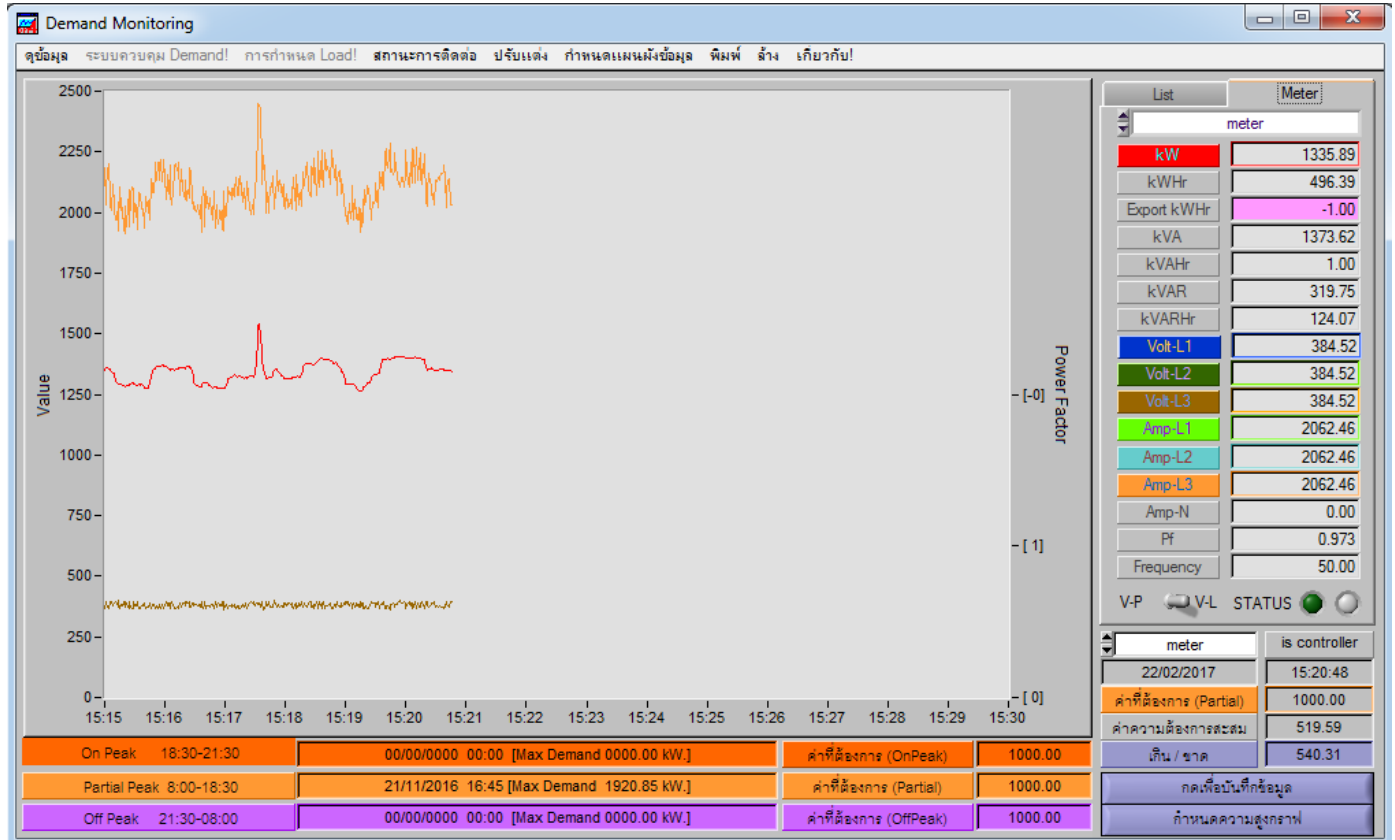 Demand Monitoring
ดูข้อมูล ระบบควบคุม Demand! การกำหนด Load! สถานะการติดต่อ ปรับแต่ง กำหนดแผนผังข้อมูล พิมพ์ ล้าง เกี่ยวกับ!
2500
2250
2000
1750
1500
1250
1000
750
500
250
0
Value
15:15 15:16 15:17 15:18 15:19 15:20 15:21 15:22 15:23 15:24 15:25 15:26 15:27 15:28 15:29 15:30
[-0]
[ 1]
[ 0]
Power Factor
List Meter
meter
kW 1335.89
kWHr 496.39
Export kWHr -1.00
kVA 1373.62
kVAHr 1.00
kVAR 319.75
kVARHr 124.07
Volt-L1 384.52
Volt-L2 384.52
Volt-L3 384.52
Amp-L1 2062.46
Amp-L2 2062.46
Amp-L3 2062.46
Amp-N 0.00
Pf 0.973
Frequency 50.00
V-P V-L STATUS
meter is controller
22/02/2017 15:20:48
ค่าที่ต้องการ (Partial) 1000.00
ค่าความต้องการสะสม 519.59
เกิน / ขาด 540.31
กดเพื่อบันทึกข้อมูล
กำหนดความสูงกราฟ
On Peak 18:30-21:30 00/00/0000 00:00 [Max Demand 0000.00 kW.] ค่าที่ต้องการ (OnPeak) 1000.00
Partial Peak 8:00-18:30 21/11/2016 16:45 [Max Demand 1920.85 kW.] ค่าที่ต้องการ (Partial) 1000.00
Off Peak 21:30-08:00 00/00/0000 00:00 [Max Demand 0000.00 kW.] ค่าที่ต้องการ (OffPeak) 1000.00